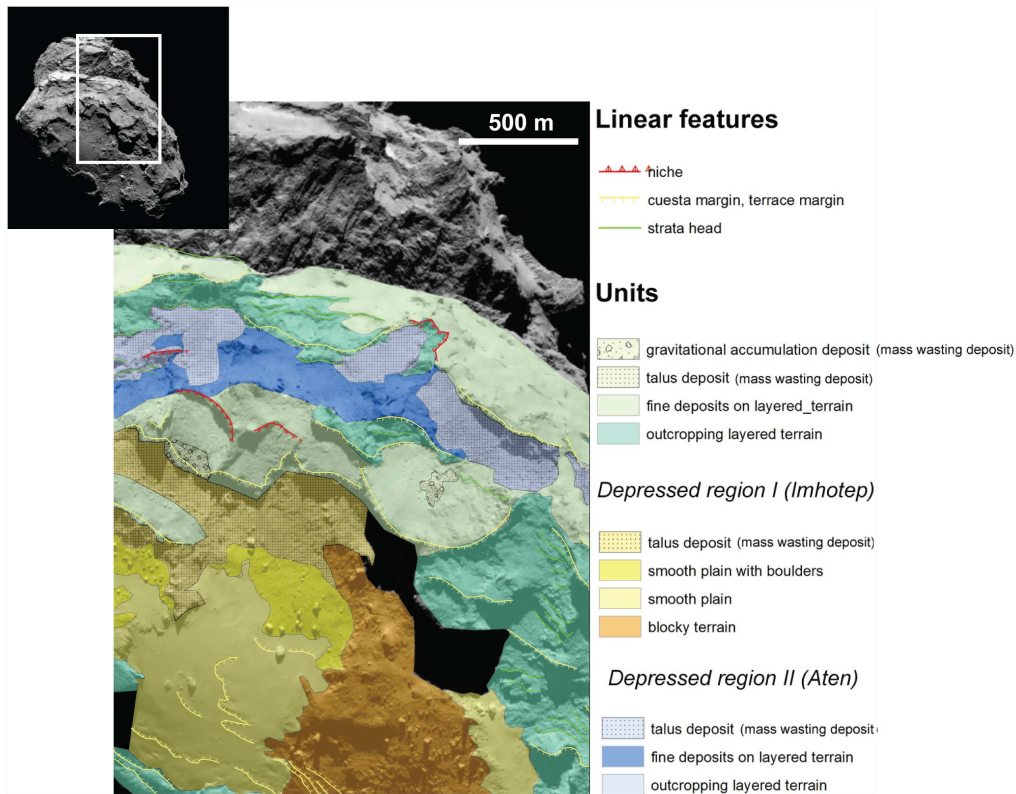 500 m
Linear features
niche
cuesta margin, terrace margin
strata head
Units
gravitational accumulation deposit (mass wasting deposit)
talus deposit (mass wasting deposit)
fine deposits on layered_terrain
outcropping layered terrain
Depressed region I (Imhotep)
talus deposit (mass wasting deposit)
smooth plain with boulders
smooth plain
blocky terrain
Depressed region II (Aten)
talus deposit (mass wasting deposit
fine deposits on layered terrain
outcropping layered terrain